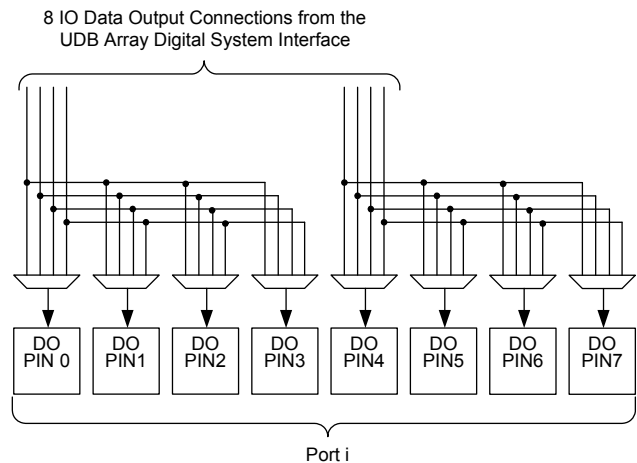 8 IO Data Output Connections from the
UDB Array Digital System Interface
DO
PIN 0
DO
PIN1
DO
PIN2
DO
PIN3
DO
PIN4
DO
PIN5
DO
PIN6
DO
PIN7
Port i